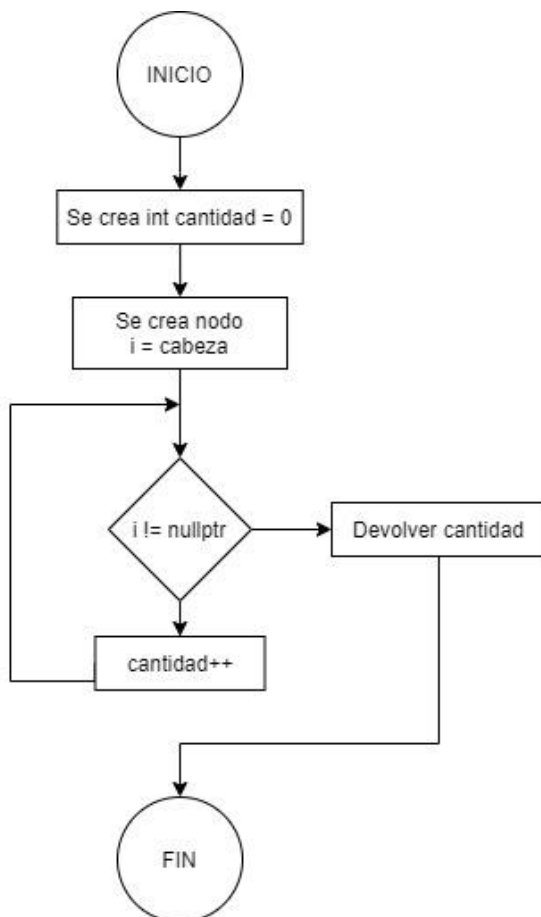 INICIO
Se crea int cantidad = 0
Se crea nodo
i = cabeza
i != nullptr
Devolver cantidad
cantidad++
FIN